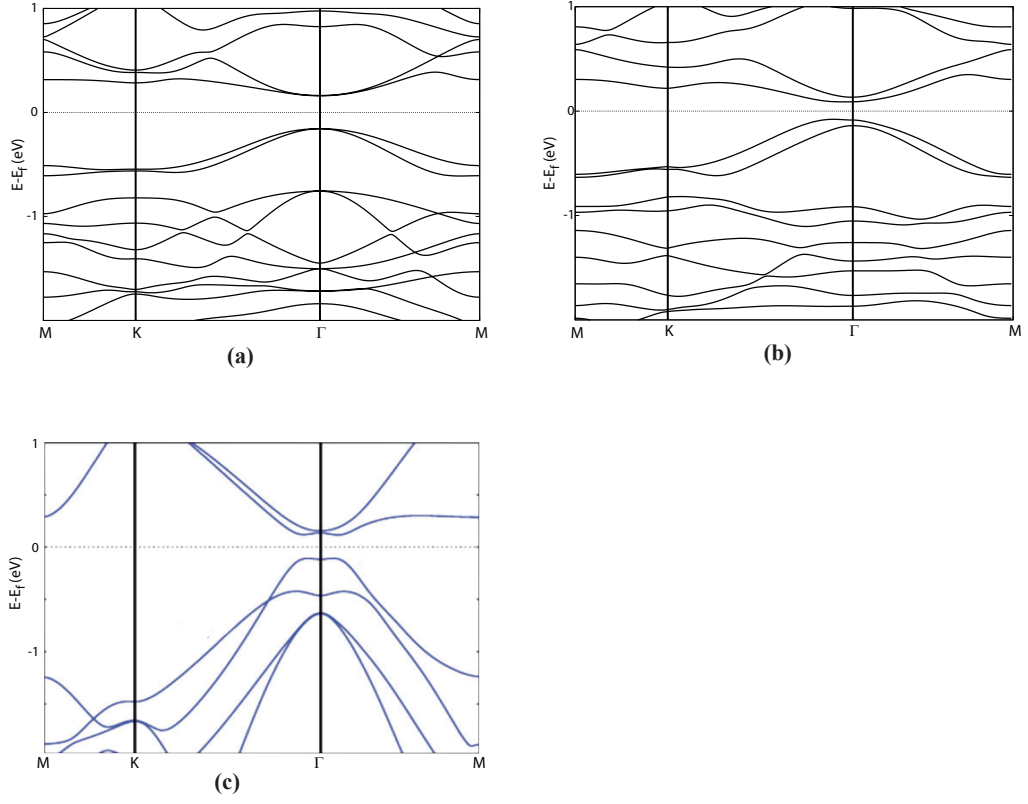 1
0
-1
E-E_f (eV)
M K Γ M
(a)
1
0
-1
E-E_f (eV)
M K Γ M
(b)
1
0
-1
E-E_f (eV)
M K Γ M
(c)